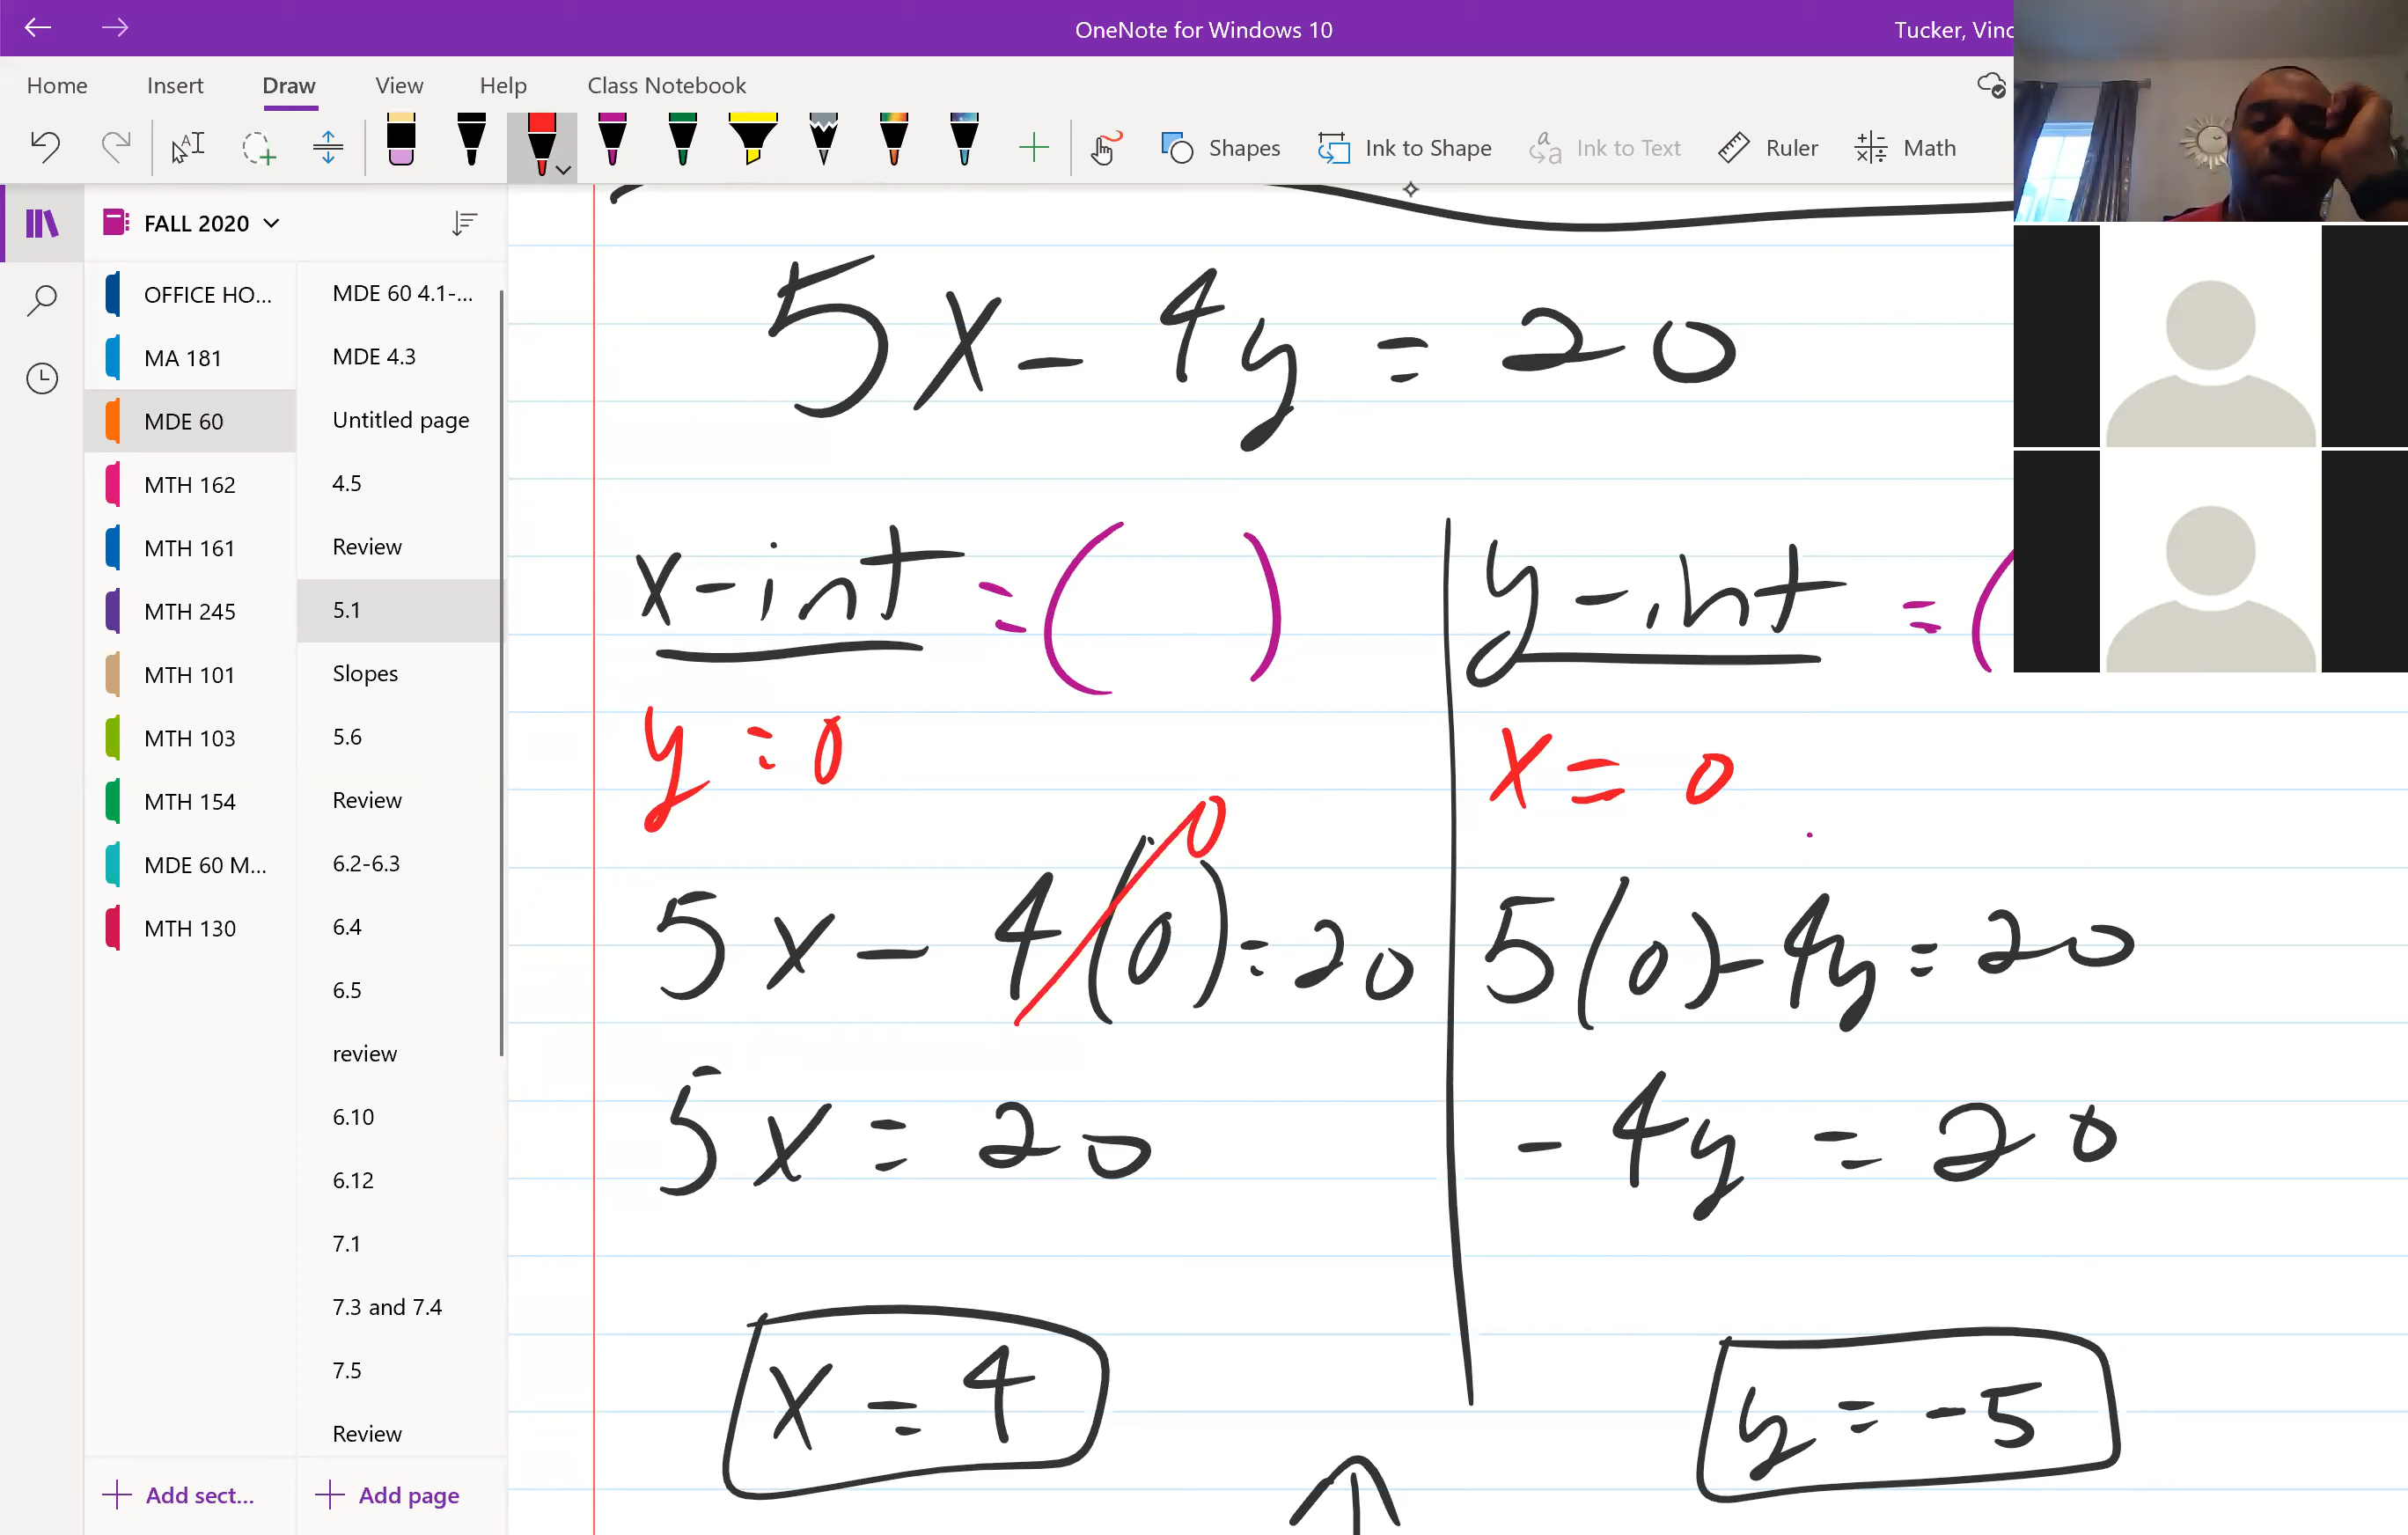 OneNote for Windows 10
Tucker, Vinc
Home Insert Draw View Help Class Notebook
Shapes Ink to Shape Ink to Text Ruler Math
FALL 2020
OFFICE HO...
MA 181
MDE 60
MTH 162
MTH 161
MTH 245
MTH 101
MTH 103
MTH 154
MDE 60 M...
MTH 130
Add sect...
MDE 60 4.1-...
MDE 4.3
Untitled page
4.5
Review
5.1
Slopes
5.6
Review
6.2-6.3
6.4
6.5
review
6.10
6.12
7.1
7.3 and 7.4
7.5
Review
Add page
5x - 4y = 20
x-int = ( )
y = 0
5x - 4(0) = 20
0
5x = 20
x = 4
y-int = (
x = 0
5(0) - 4y = 20
-4y = 20
y = -5